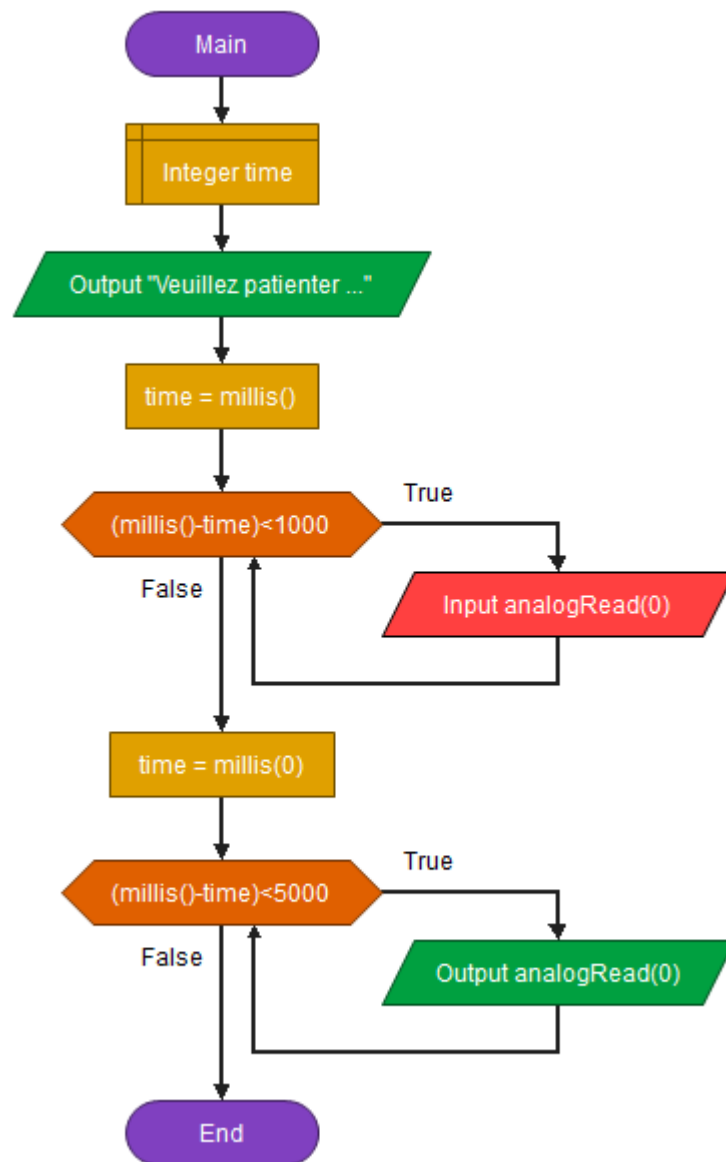 Main
Integer time
Output "Veuillez patienter ..."
time = millis()
(millis()-time)<1000
True
False
Input analogRead(0)
time = millis(0)
(millis()-time)<5000
True
False
Output analogRead(0)
End